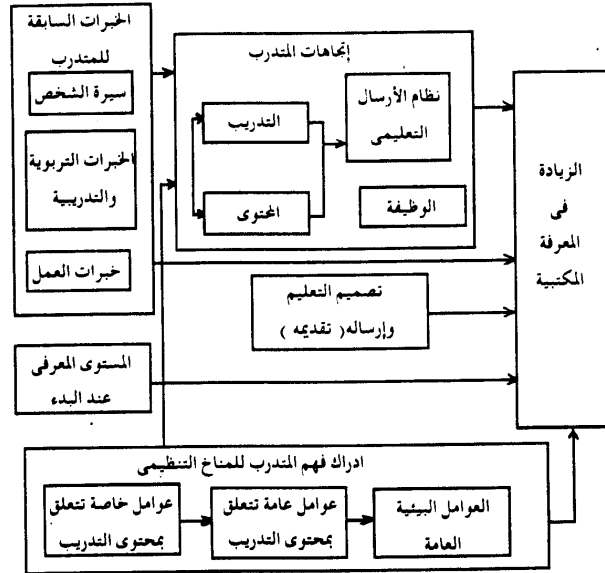 الخبرات السابقة
للمتدرب
سيرة الشخص
الخبرات التربوية
والتدريبية
خبرات العمل
إتجاهات المتدرب
التدريب
المحتوى
نظام الأرسال
التعليمى
الوظيفة
الزيادة
فى
المعرفة
المكتبية
تصميم التعليم
وإرساله( تقديمه )
المستوى المعرفى
عند البدء
ادراك فهم المتدرب للمناخ التنظيمى
عوامل خاصة تتعلق
بمحتوى التدريب
عوامل عامة تتعلق
بمحتوى التدريب
العوامل البيئية
العامة